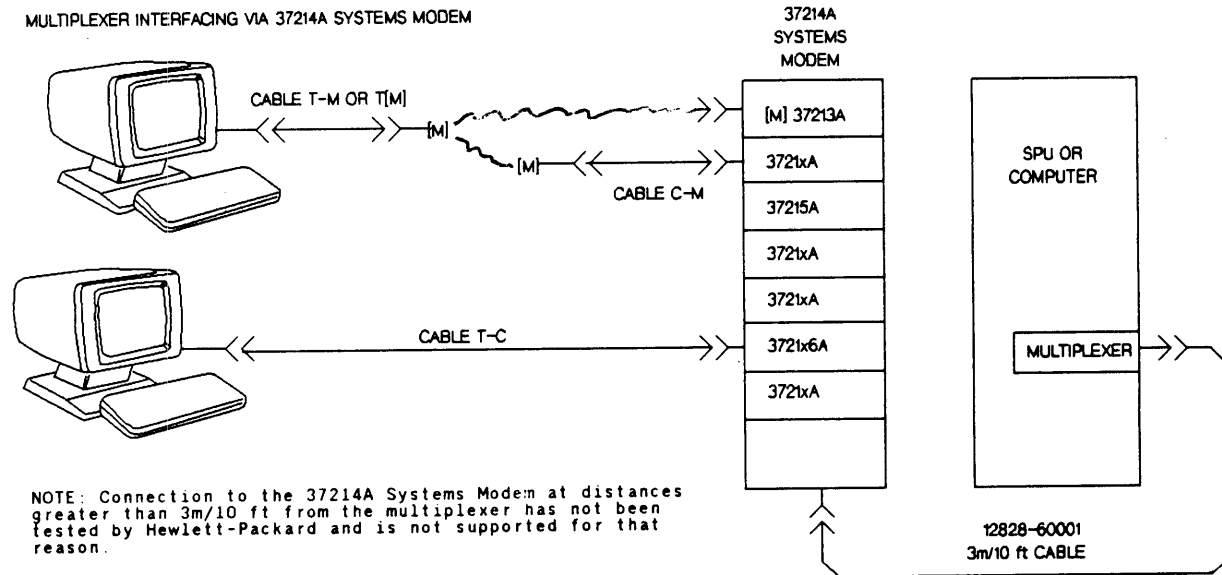 MULTIPLEXER INTERFACING VIA 37214A SYSTEMS MODEM
37214A
SYSTEMS
MODEM
CABLE T-M OR T[M]
[M]
[M] 37213A
[M]
3721xA
CABLE C-M
37215A
3721xA
3721xA
CABLE T-C
3721x6A
3721xA
SPU OR
COMPUTER
MULTIPLEXER
NOTE: Connection to the 37214A Systems Modem at distances
greater than 3m/10 ft from the multiplexer has not been
tested by Hewlett-Packard and is not supported for that
reason.
12828-60001
3m/10 ft CABLE